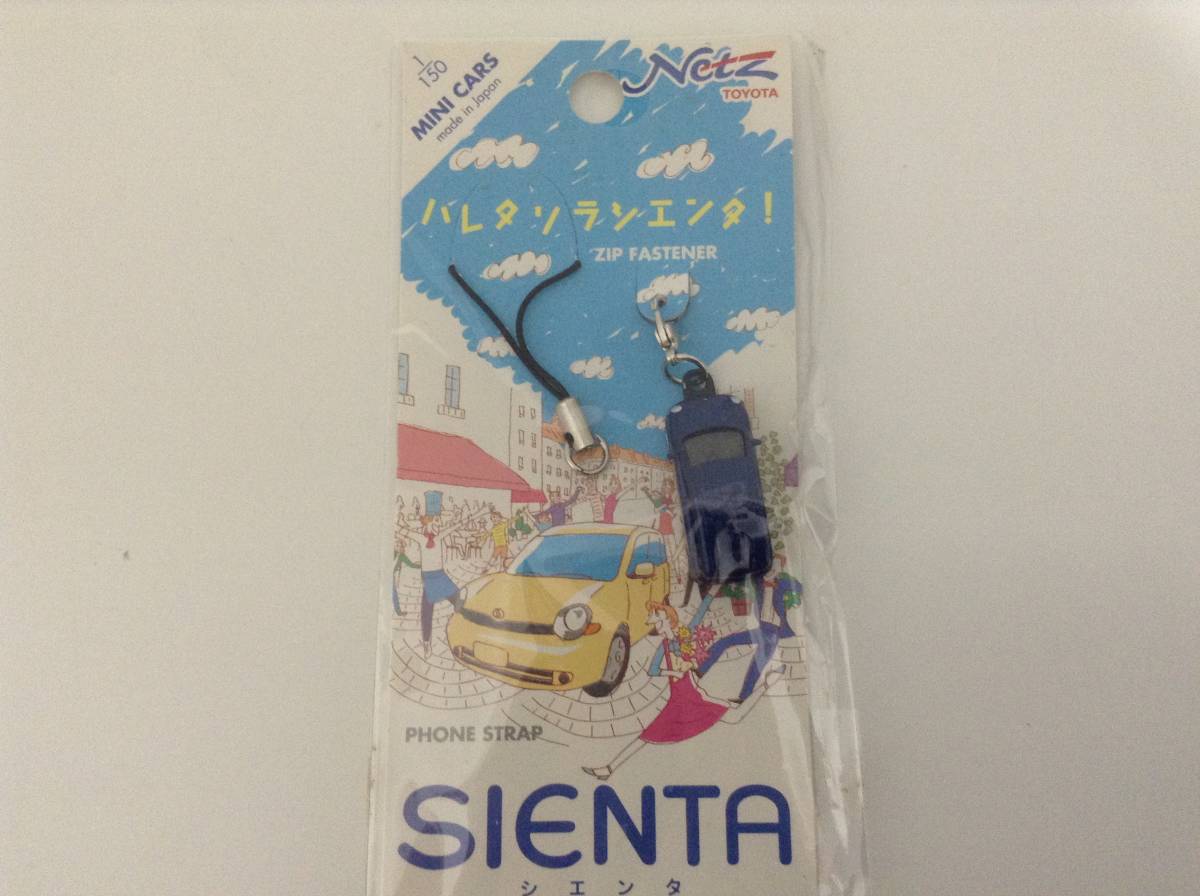 1/150
MINI CARS
made in Japan
Netz
TOYOTA
ハレタソラシエンタ！
ZIP FASTENER
PHONE STRAP
SIENTA
シエンタ